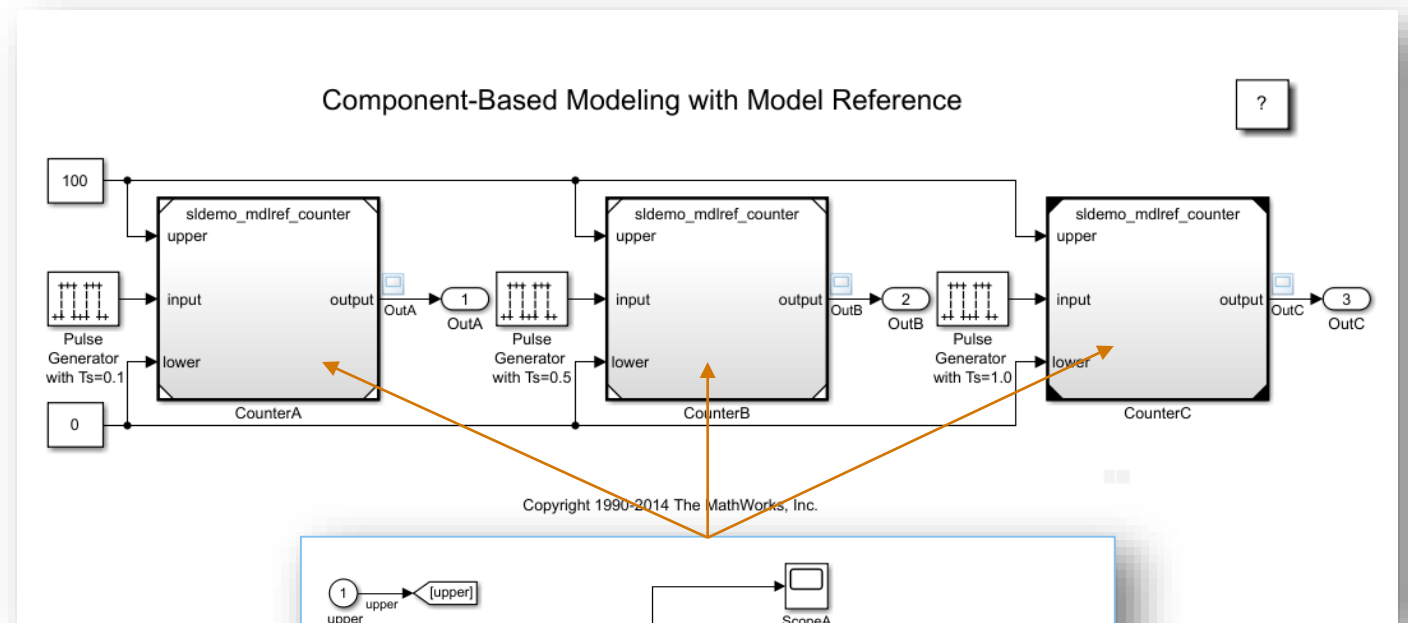 Component-Based Modeling with Model Reference
?
100
sldemo_mdlref_counter
upper
input
output
lower
CounterA
OutA
1
OutA
Pulse
Generator
with Ts=0.1
0
sldemo_mdlref_counter
upper
input
output
lower
CounterB
OutB
2
OutB
Pulse
Generator
with Ts=0.5
sldemo_mdlref_counter
upper
input
output
lower
CounterC
OutC
3
OutC
Pulse
Generator
with Ts=1.0
Copyright 1990-2014 The MathWorks, Inc.
1
upper
[upper]
upper
ScopeA